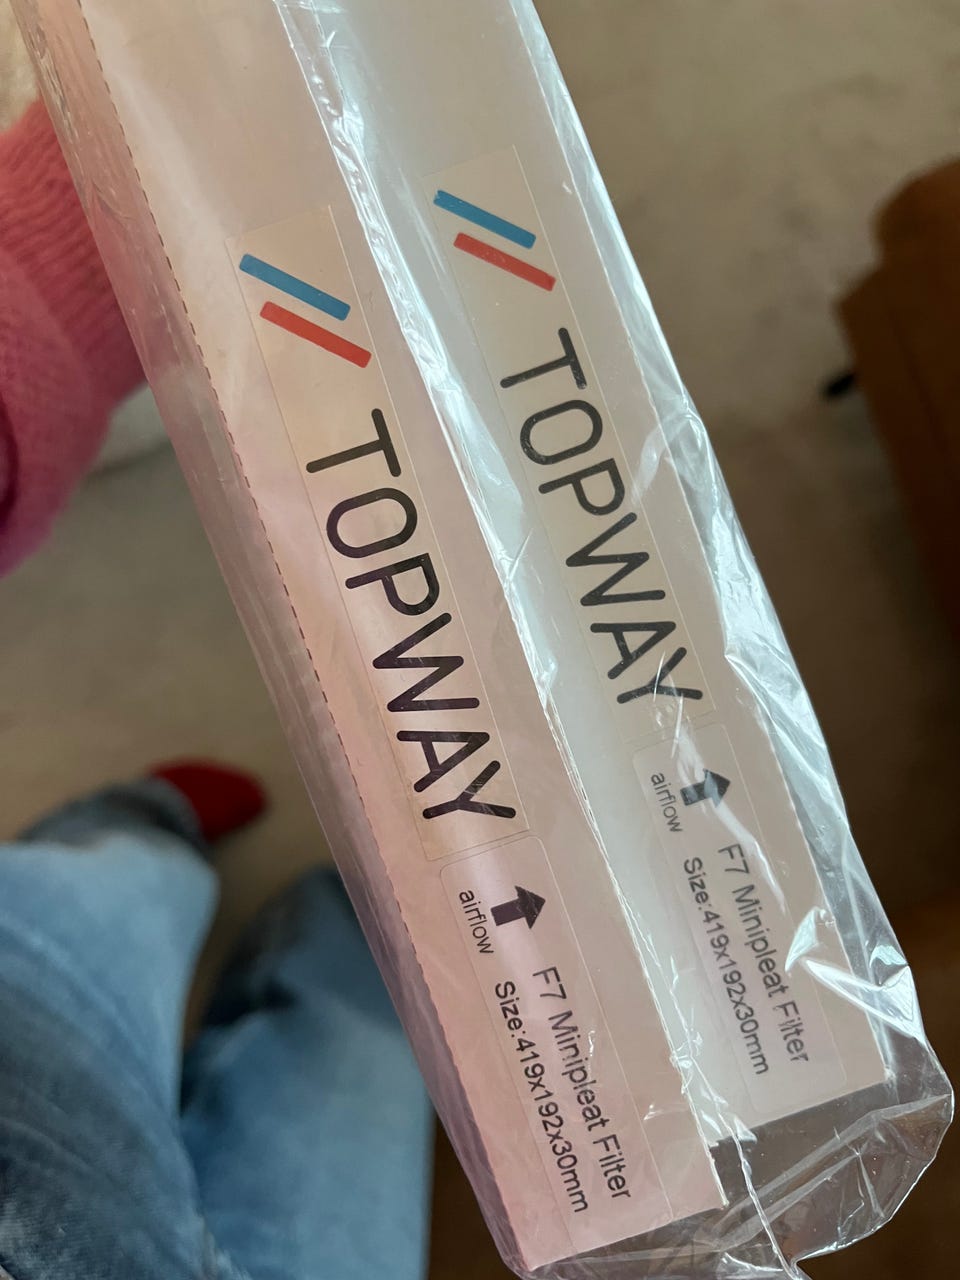 TOPWAY
airflow
F7 Minipleat Filter
Size:419x192x30mm
TOPWAY
airflow
F7 Minipleat Filter
Size:419x192x30mm